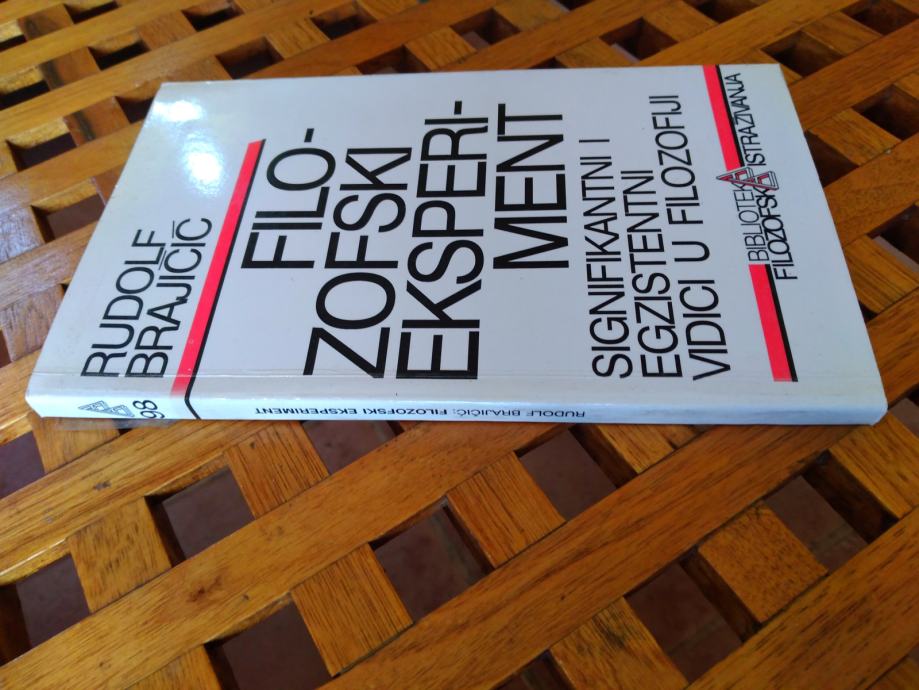 RUDOLF
BRAJIČIĆ
FILO-
ZOFSKI
EKSPERI-
MENT
SIGNIFIKANTNI I
EGZISTENTNI
VIDICI U FILOZOFIJI
BIBLIOTEKA
FILOZOFSKA ISTRAŽIVANJA
98
RUDOLF BRAJIČIĆ: FILOZOFSKI EKSPERIMENT